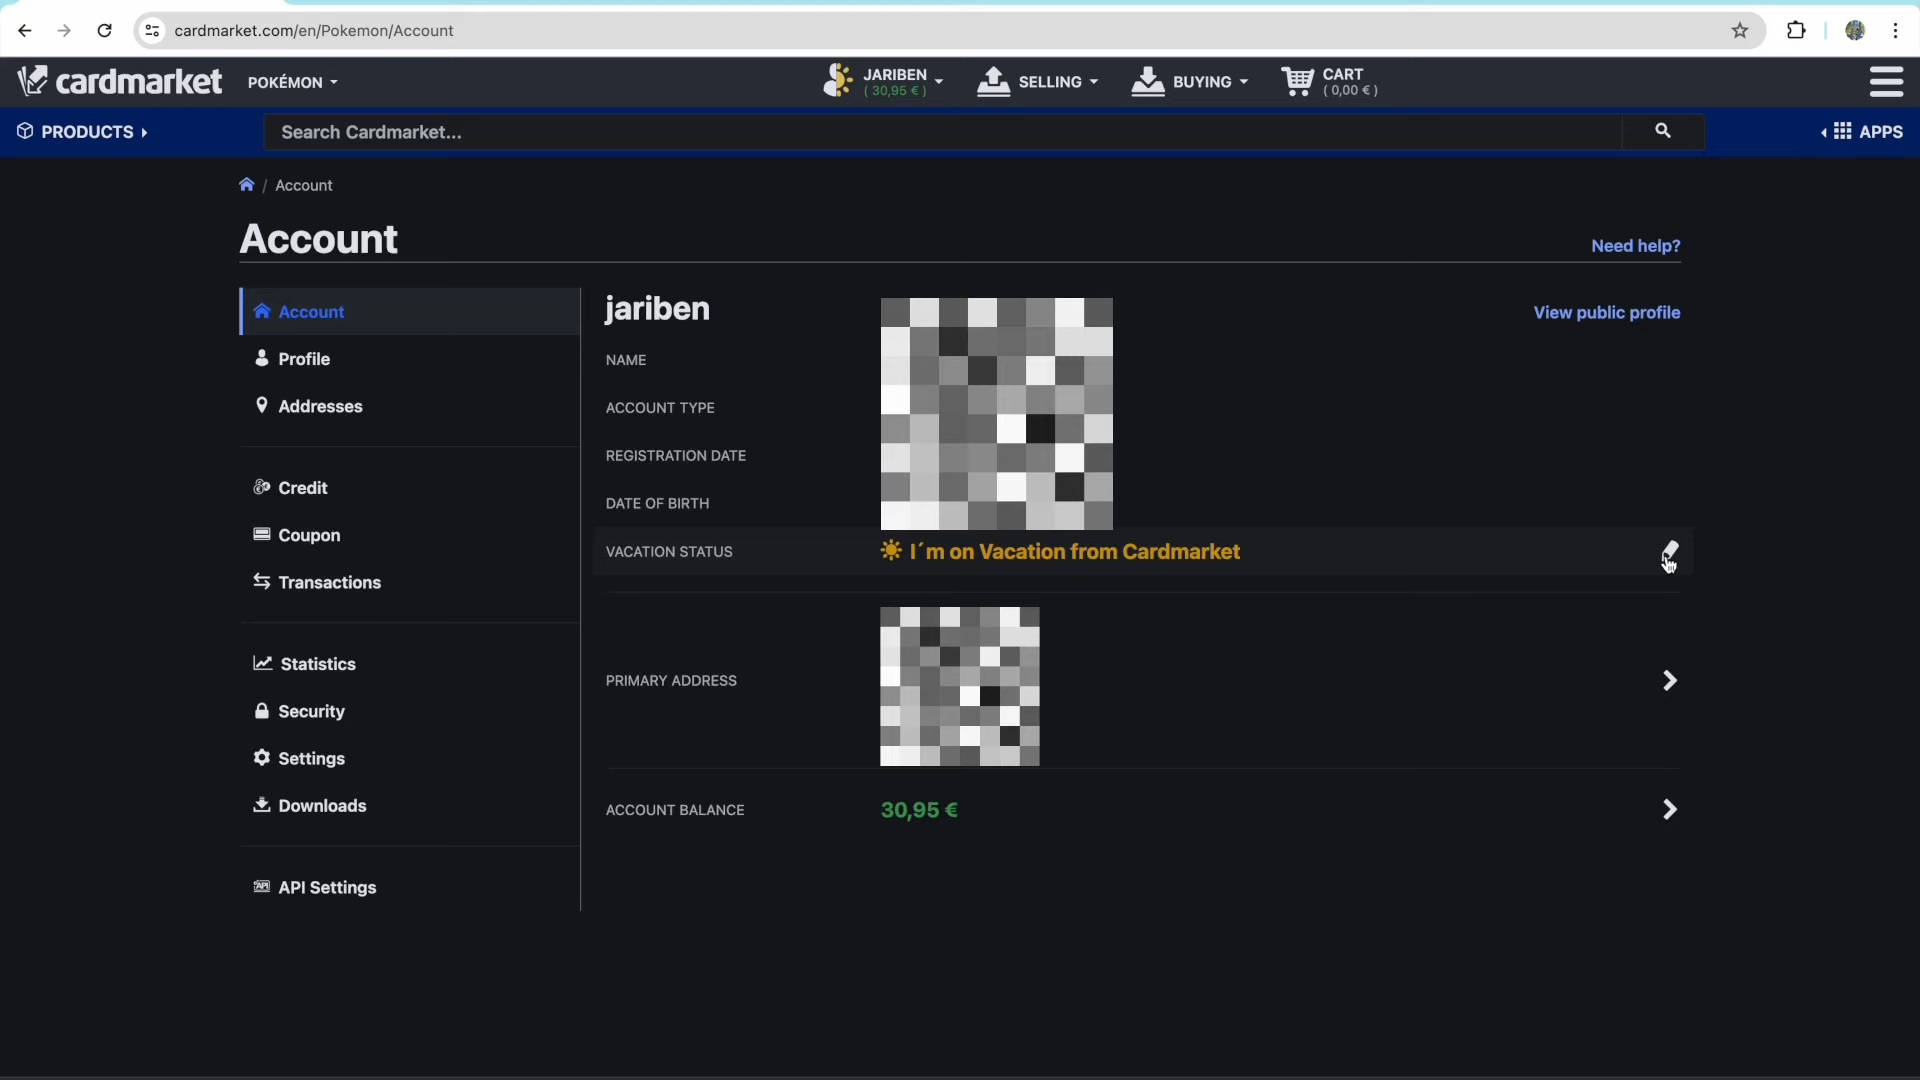 cardmarket.com/en/Pokemon/Account
cardmarket
POKÉMON
JARIBEN
( 30,95 € )
SELLING
BUYING
CART
( 0,00 € )
PRODUCTS
Search Cardmarket...
APPS
/ Account
Account
Need help?
Account
Profile
Addresses
Credit
Coupon
Transactions
Statistics
Security
Settings
Downloads
API
API Settings
jariben
View public profile
NAME
ACCOUNT TYPE
REGISTRATION DATE
DATE OF BIRTH
VACATION STATUS
I´m on Vacation from Cardmarket
PRIMARY ADDRESS
ACCOUNT BALANCE
30,95 €